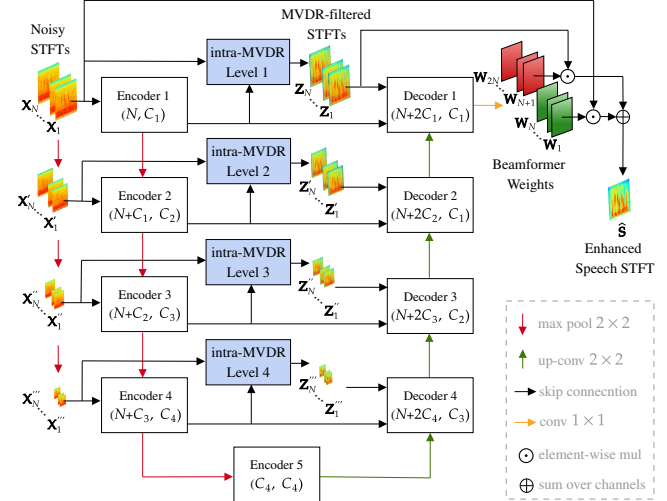 Noisy
STFTs
MVDR-filtered
STFTs
𝐗_N
𝐗_1
Encoder 1
(N, C_1)
intra-MVDR
Level 1
𝐙_N
𝐙_1
Decoder 1
(N+2C_1, C_1)
𝐖_2N
𝐖_N+1
𝐖_N
𝐖_1
Beamformer
Weights
𝐗'_N
𝐗'_1
Encoder 2
(N+C_1, C_2)
intra-MVDR
Level 2
𝐙'_N
𝐙'_1
Decoder 2
(N+2C_2, C_1)
Ŝ
Enhanced
Speech STFT
𝐗''_N
𝐗''_1
Encoder 3
(N+C_2, C_3)
intra-MVDR
Level 3
𝐙''_N
𝐙''_1
Decoder 3
(N+2C_3, C_2)
𝐗'''_N
𝐗'''_1
Encoder 4
(N+C_3, C_4)
intra-MVDR
Level 4
𝐙'''_N
𝐙'''_1
Decoder 4
(N+2C_4, C_3)
Encoder 5
(C_4, C_4)
max pool 2 × 2
up-conv 2 × 2
skip connecntion
conv 1 × 1
element-wise mul
sum over channels